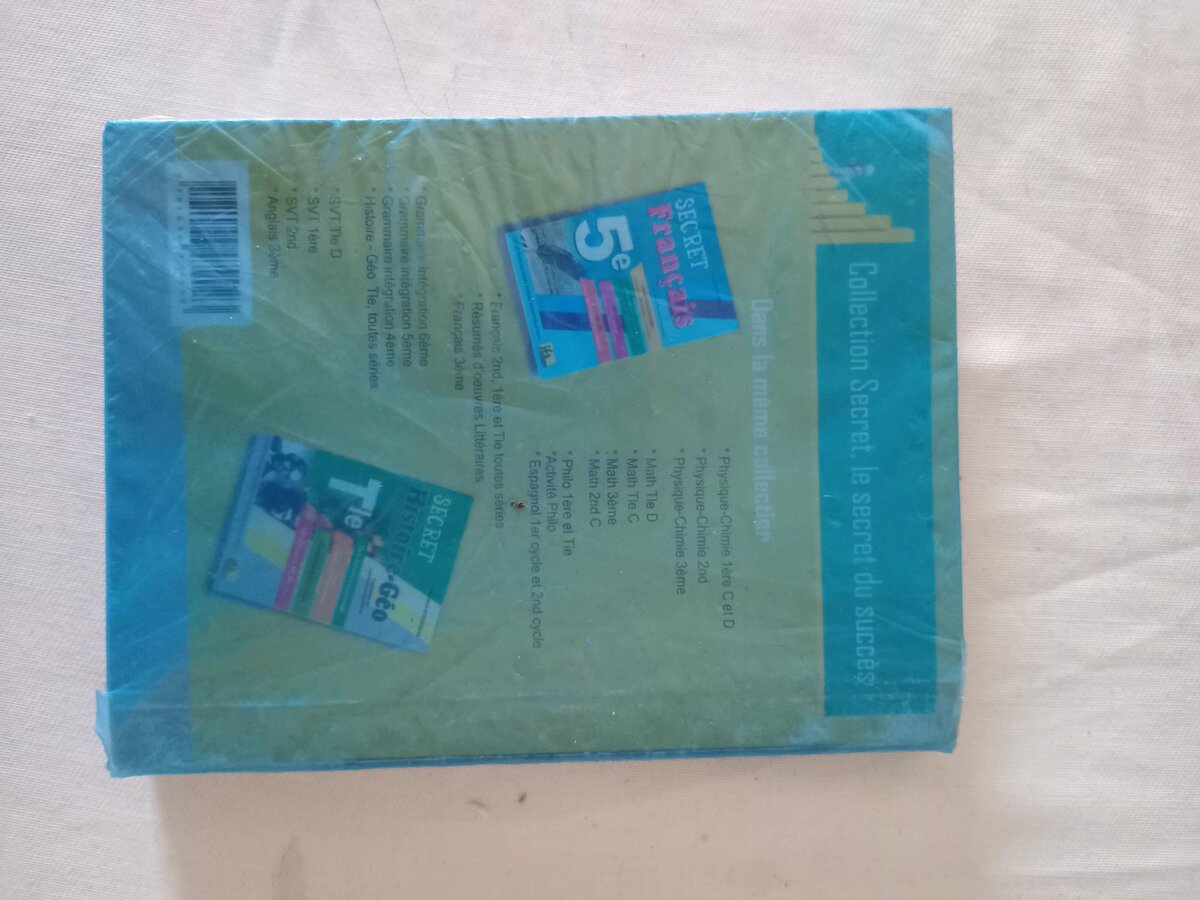 Collection Secret, le secret du succès
Dans la même collection
* Physique-Chimie 1ère C et D
* Physique-Chimie 2nd
* Physique-Chimie 3ème
* Math Tle D
* Math Tle C
* Math 3ème
* Math 2nd C
* Philo 1ère et Tle
*Activité Philo
* Espagnol 1er cycle et 2nd cycle
SECRET
Français
5e
* Français 2nd, 1ère et Tle toutes séries
* Résumés d'oeuvres Littéraires
* Français 3ème
* Grammaire intégration 6ème
* Grammaire intégration 5ème
* Grammaire intégration 4ème
* Histoire - Géo Tle, toutes séries
* SVT Tle D
* SVT 1ère
* SVT 2nd
* Anglais 3ème
SECRET
Histoire-Géo
Tle